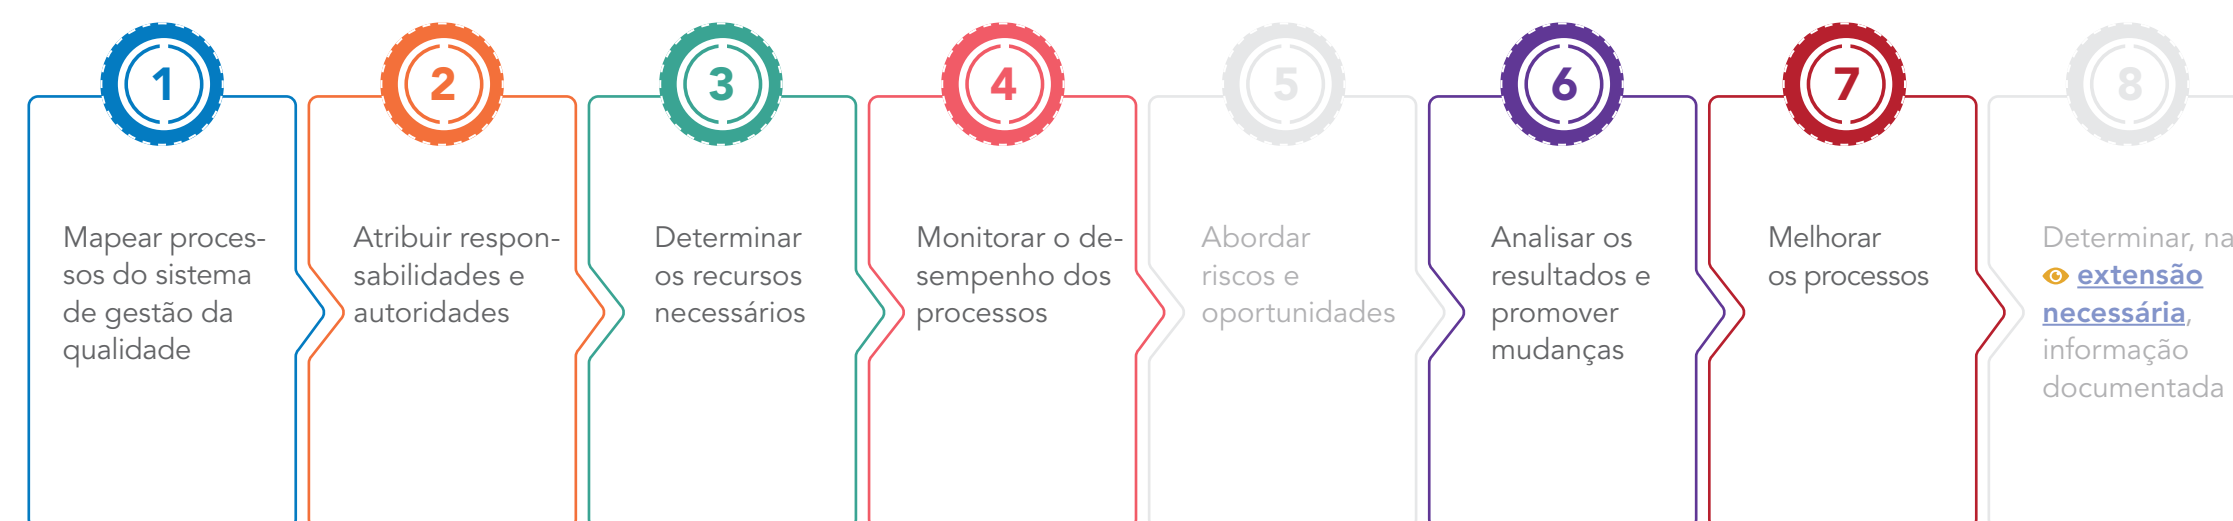 1
Mapear proces-
sos do sistema
de gestão da
qualidade
2
Atribuir respon-
sabilidades e
autoridades
3
Determinar
os recursos
necessários
4
Monitorar o de-
sempenho dos
processos
5
Abordar
riscos e
oportunidades
6
Analisar os
resultados e
promover
mudanças
7
Melhorar
os processos
8
Determinar, na
extensão
necessária,
informação
documentada